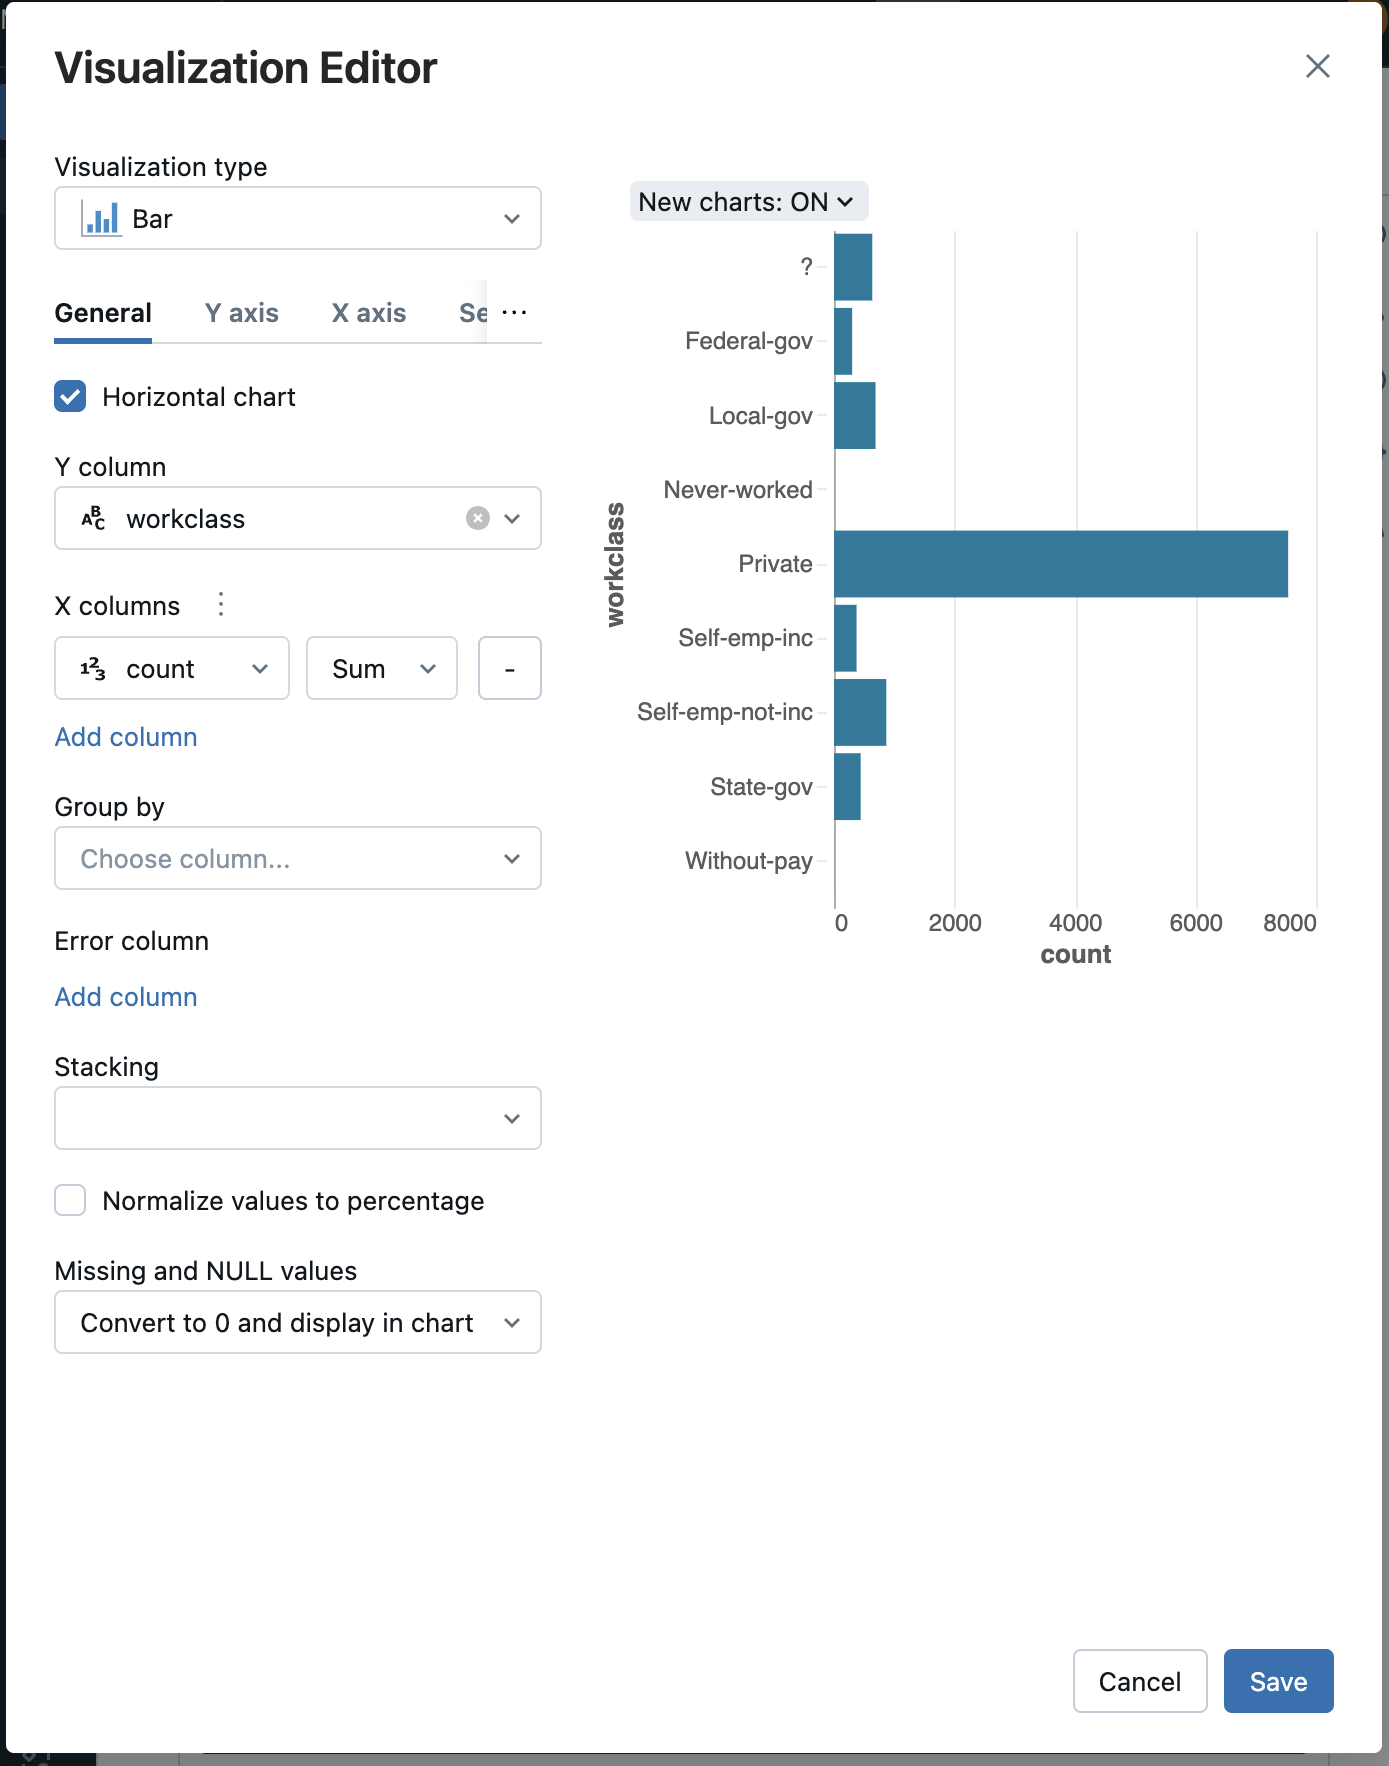 Visualization Editor
Visualization type
Bar
General Y axis X axis Se ...
Horizontal chart
Y column
ABC workclass
X columns
123 count Sum -
Add column
Group by
Choose column...
Error column
Add column
Stacking
Normalize values to percentage
Missing and NULL values
Convert to 0 and display in chart
New charts: ON
workclass
?
Federal-gov
Local-gov
Never-worked
Private
Self-emp-inc
Self-emp-not-inc
State-gov
Without-pay
0 2000 4000 6000 8000
count
Cancel Save